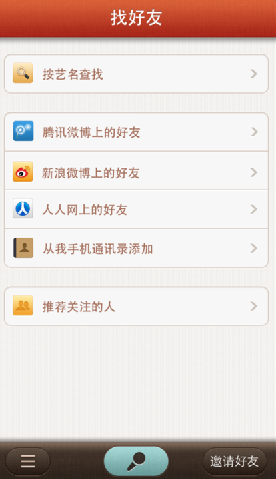 找好友
按艺名查找
腾讯微博上的好友
新浪微博上的好友
人人网上的好友
从我手机通讯录添加
推荐关注的人
邀请好友